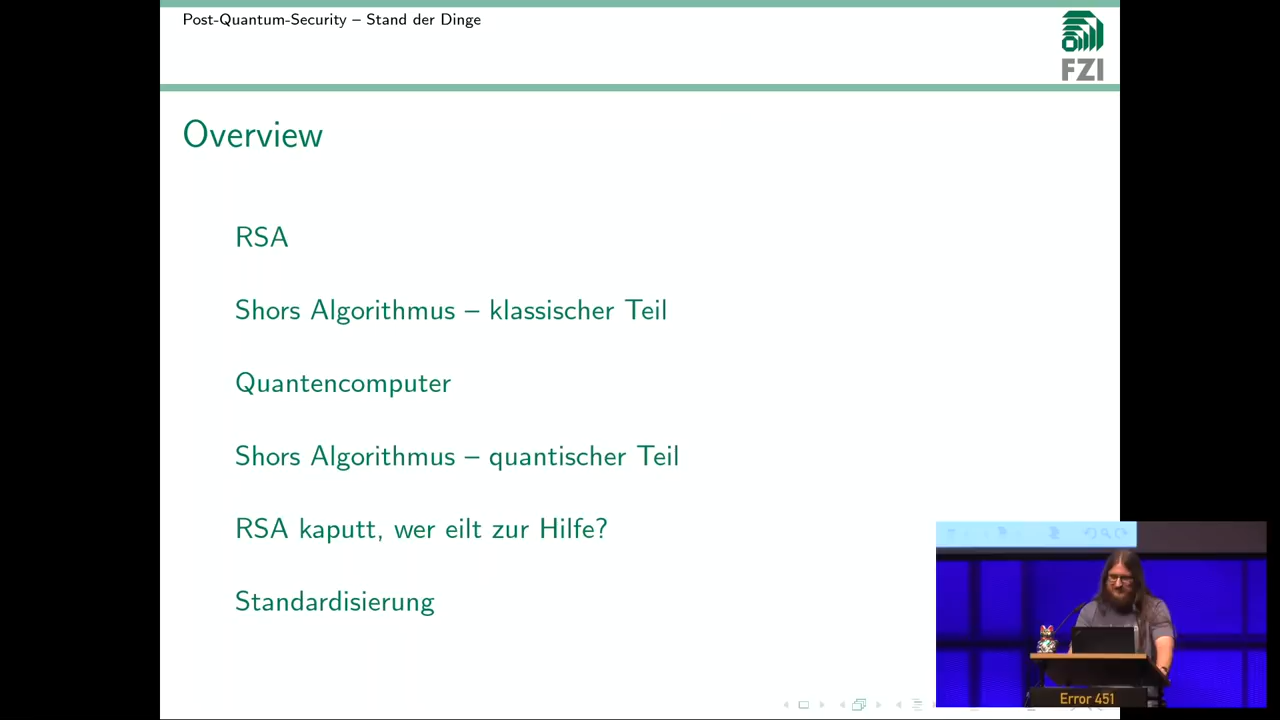 Post-Quantum-Security – Stand der Dinge
FZI
Overview
RSA
Shors Algorithmus – klassischer Teil
Quantencomputer
Shors Algorithmus – quantischer Teil
RSA kaputt, wer eilt zur Hilfe?
Standardisierung
Error 451